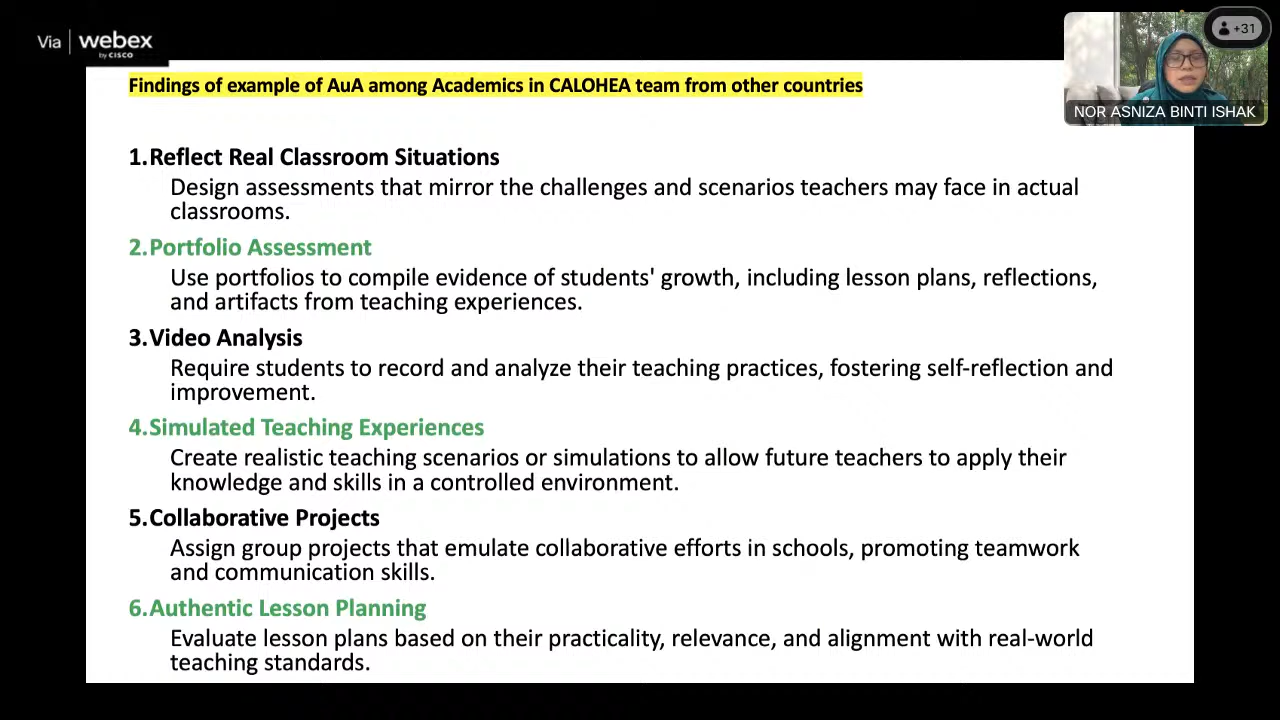 Via webex
by CISCO
+31
NOR ASNIZA BINTI ISHAK
Findings of example of AuA among Academics in CALOHEA team from other countries
1.Reflect Real Classroom Situations
Design assessments that mirror the challenges and scenarios teachers may face in actual
classrooms.
2.Portfolio Assessment
Use portfolios to compile evidence of students' growth, including lesson plans, reflections,
and artifacts from teaching experiences.
3.Video Analysis
Require students to record and analyze their teaching practices, fostering self-reflection and
improvement.
4.Simulated Teaching Experiences
Create realistic teaching scenarios or simulations to allow future teachers to apply their
knowledge and skills in a controlled environment.
5.Collaborative Projects
Assign group projects that emulate collaborative efforts in schools, promoting teamwork
and communication skills.
6.Authentic Lesson Planning
Evaluate lesson plans based on their practicality, relevance, and alignment with real-world
teaching standards.